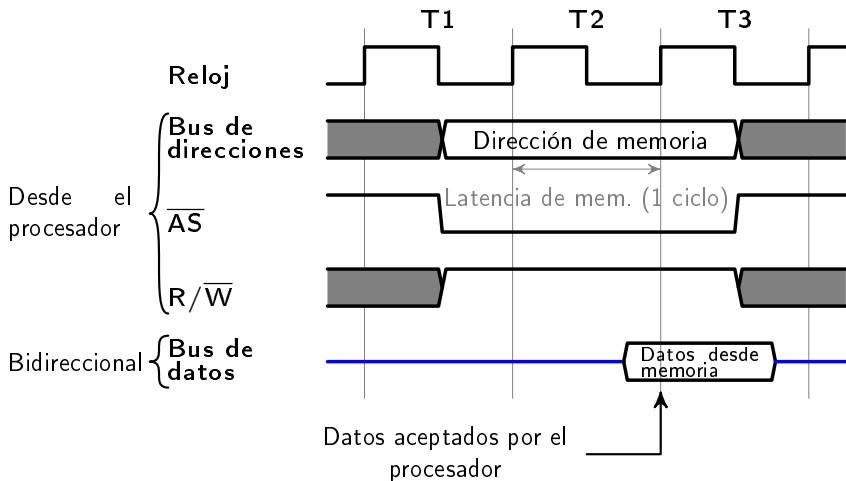 T1 T2 T3
Reloj
Bus de
direcciones
Dirección de memoria
Latencia de mem. (1 ciclo)
Desde el
procesador
A̅S̅
R/W̅
Bidireccional
Bus de
datos
Datos desde
memoria
Datos aceptados por el
procesador